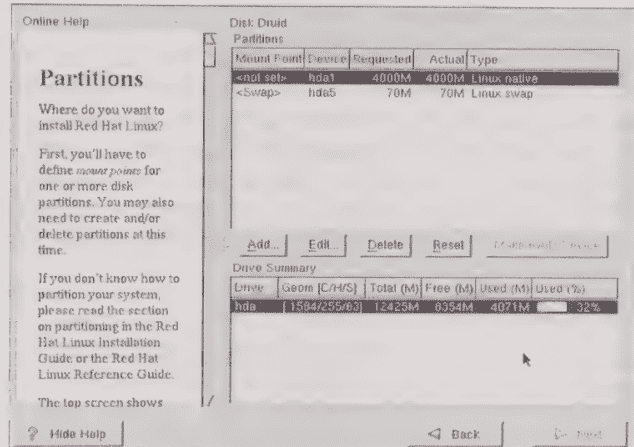 Online Help
Partitions
Where do you want to
install Red Hat Linux?
First, you'll have to
define mount points for
one or more disk
partitions. You may also
need to create and/or
delete partitions at this
time.
If you don't know how to
partition your system,
please read the section
on partitioning in the Red
Hat Linux Installation
Guide or the Red Hat
Linux Reference Guide.
The top screen shows
Disk Druid
Partitions
Mount Point Device Requested Actual Type
<not set> hda1 4000M 4000M Linux native
<Swap> hda5 70M 70M Linux swap
Add... Edit... Delete Reset
Drive Summary
Drive Geom [C/H/S] Total (M) Free (M) Used (M) Used (%)
hda [1584/255/63] 12425M 8354M 4071M 32%
? Hide Help Back Next